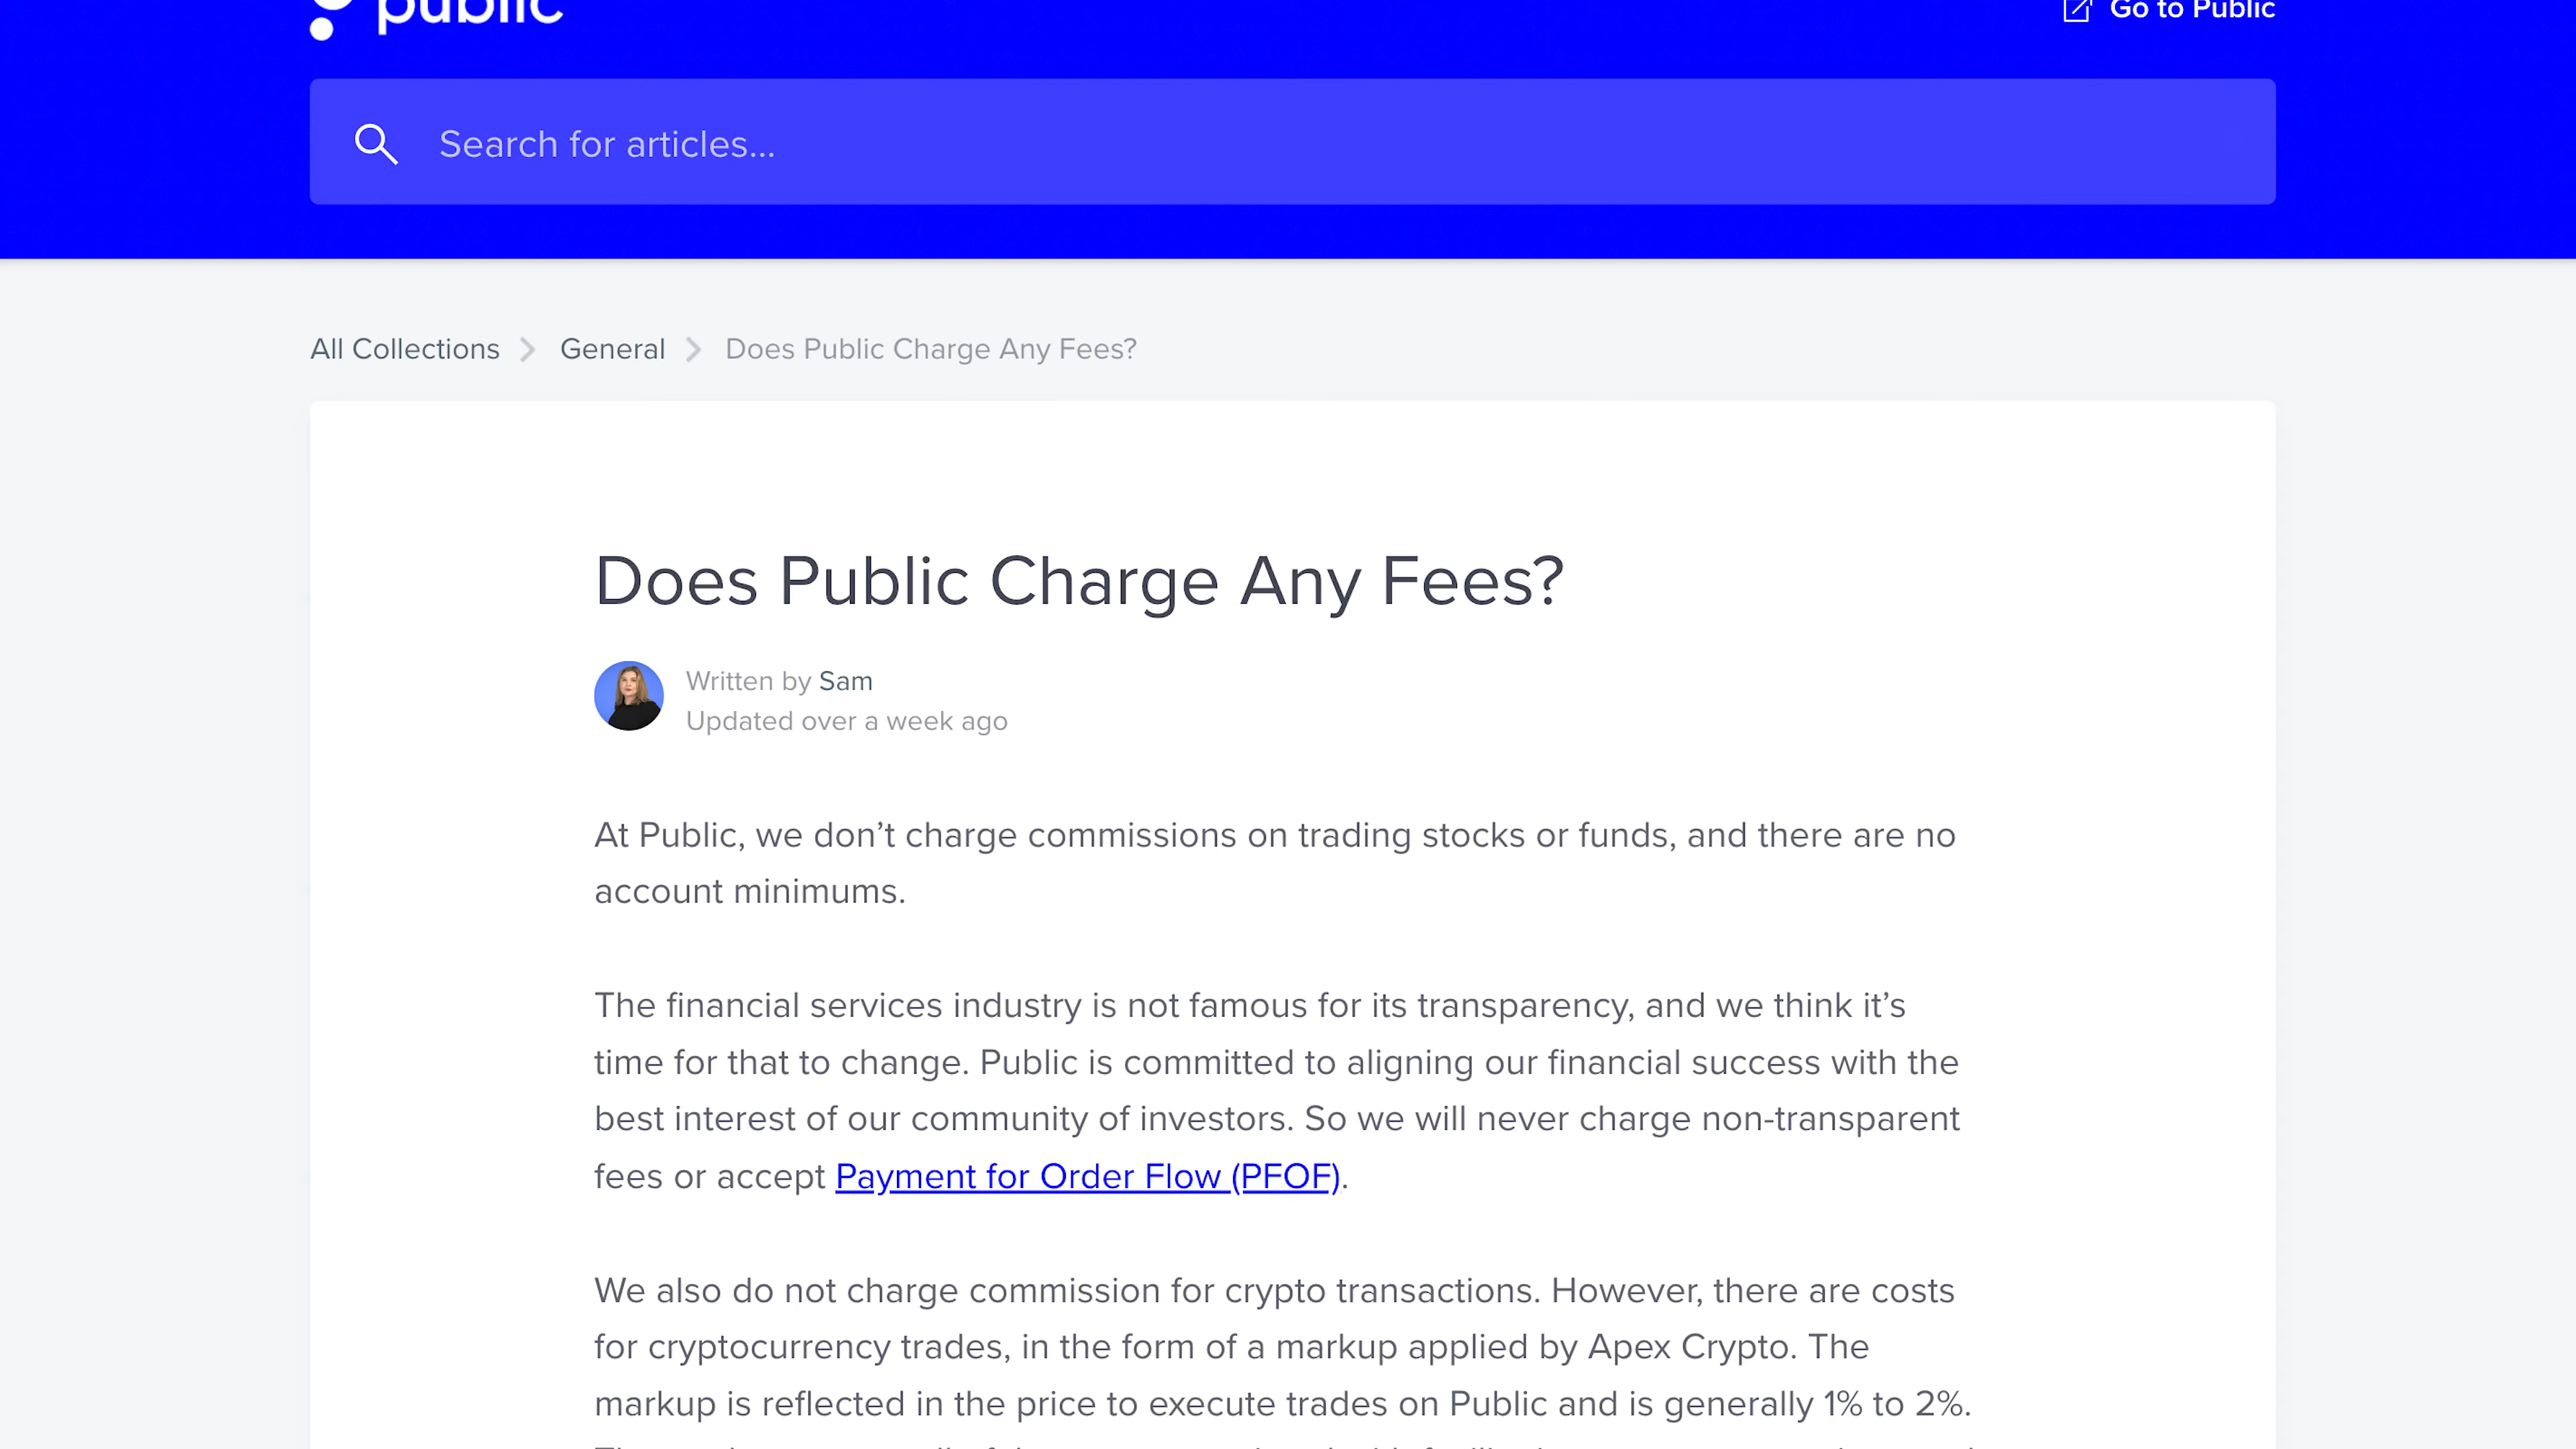 public
Go to Public
Search for articles...
All Collections
General
Does Public Charge Any Fees?
Does Public Charge Any Fees?
Written by Sam
Updated over a week ago
At Public, we don’t charge commissions on trading stocks or funds, and there are no
account minimums.
The financial services industry is not famous for its transparency, and we think it’s
time for that to change. Public is committed to aligning our financial success with the
best interest of our community of investors. So we will never charge non-transparent
fees or accept Payment for Order Flow (PFOF).
We also do not charge commission for crypto transactions. However, there are costs
for cryptocurrency trades, in the form of a markup applied by Apex Crypto. The
markup is reflected in the price to execute trades on Public and is generally 1% to 2%.